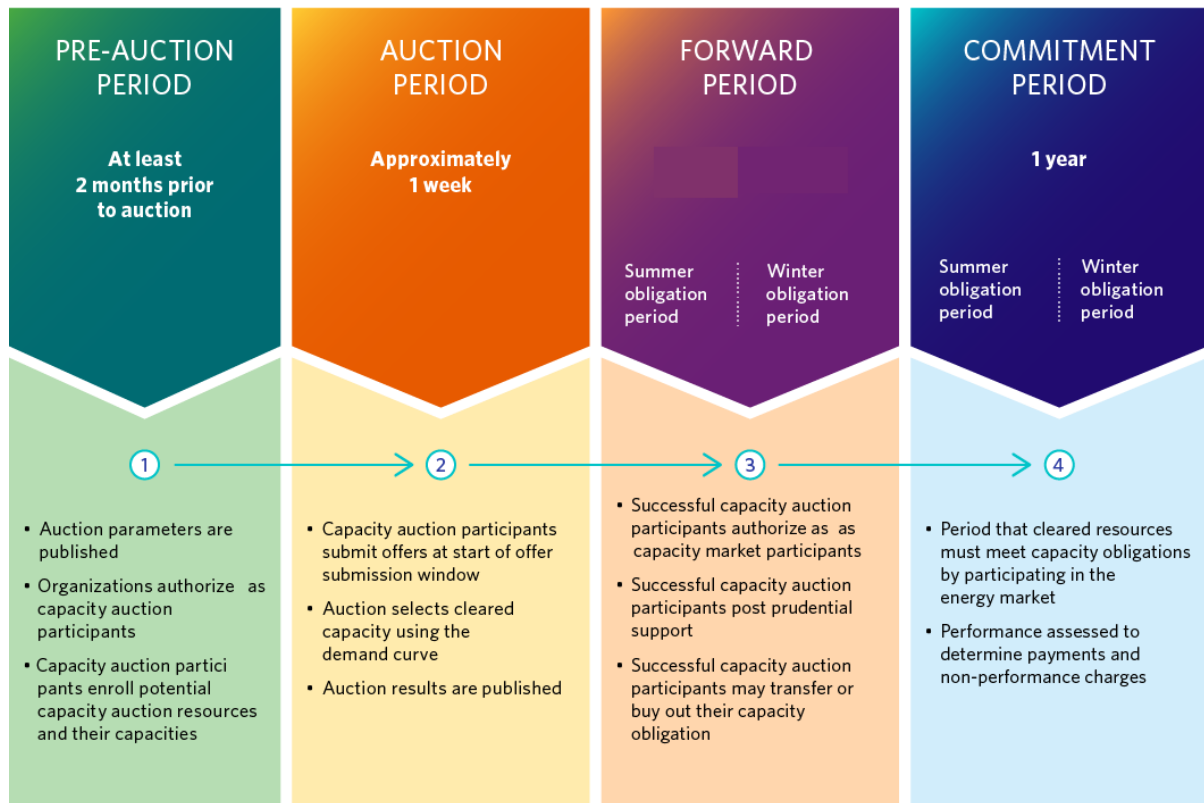 PRE-AUCTION
PERIOD
At least
2 months prior
to auction
AUCTION
PERIOD
Approximately
1 week
FORWARD
PERIOD
Summer
obligation
period
Winter
obligation
period
COMMITMENT
PERIOD
1 year
Summer
obligation
period
Winter
obligation
period
1
▪ Auction parameters are
published
▪ Organizations authorize as
capacity auction
participants
▪ Capacity auction partici
pants enroll potential
capacity auction resources
and their capacities
2
▪ Capacity auction participants
submit offers at start of offer
submission window
▪ Auction selects cleared
capacity using the
demand curve
▪ Auction results are published
3
▪ Successful capacity auction
participants authorize as as
capacity market participants
▪ Successful capacity auction
participants post prudential
support
▪ Successful capacity auction
participants may transfer or
buy out their capacity
obligation
4
▪ Period that cleared resources
must meet capacity obligations
by participating in the
energy market
▪ Performance assessed to
determine payments and
non-performance charges